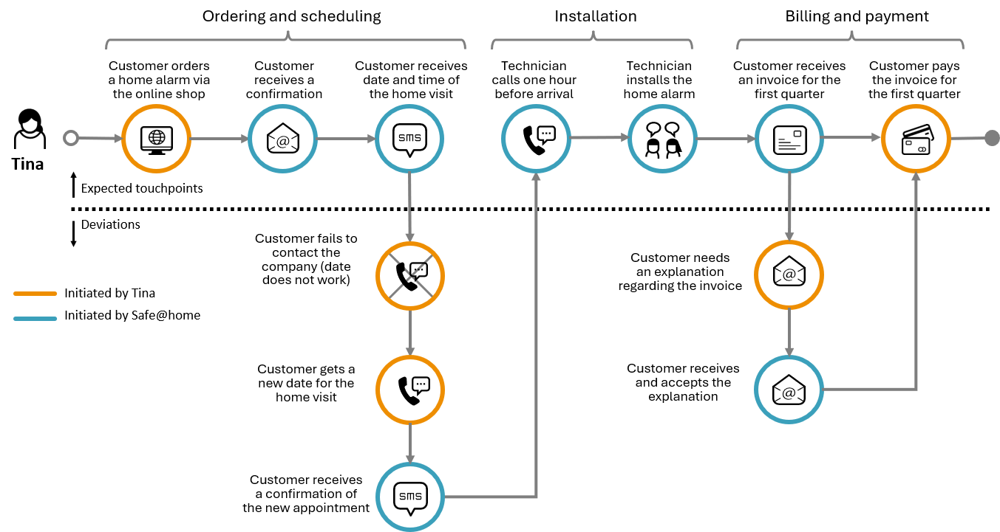 Ordering and scheduling
Installation
Billing and payment
Customer orders
a home alarm via
the online shop
Customer
receives a
confirmation
Customer receives
date and time of
the home visit
Technician
calls one hour
before arrival
Technician
installs the
home alarm
Customer receives
an invoice for the
first quarter
Customer pays
the invoice for
the first quarter
@
sms
Tina
Expected touchpoints
Deviations
Customer fails to
contact the
company (date
does not work)
Customer needs
an explanation
regarding the invoice
@
Initiated by Tina
Initiated by Safe@home
Customer gets a
new date for the
home visit
Customer receives
and accepts the
explanation
@
Customer receives
a confirmation of
the new appointment
sms